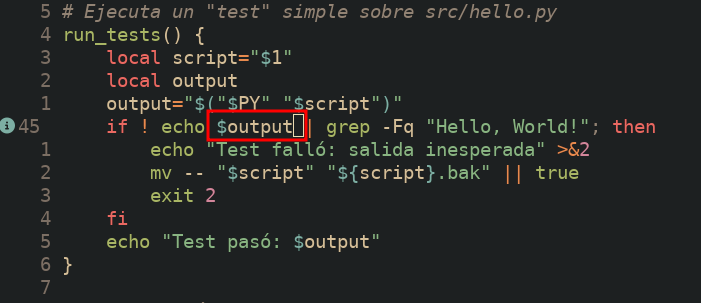 5 # Ejecuta un "test" simple sobre src/hello.py
4 run_tests() {
3     local script="$1"
2     local output
1     output="$("$PY" "$script")"
45     if ! echo $output | grep -Fq "Hello, World!"; then
1         echo "Test falló: salida inesperada" >&2
2         mv -- "$script" "${script}.bak" || true
3         exit 2
4     fi
5     echo "Test pasó: $output"
6 }
7